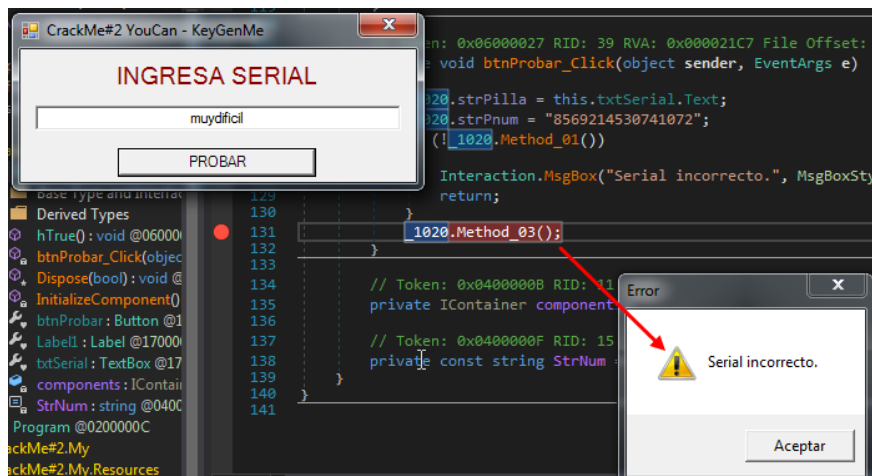 CrackMe#2 YouCan - KeyGenMe
INGRESA SERIAL
muydificil
PROBAR
en: 0x06000027 RID: 39 RVA: 0x000021C7 File Offset:
void btnProbar_Click(object sender, EventArgs e)
020.strPilla = this.txtSerial.Text;
020.strPnum = "8569214530741072";
(!_1020.Method_01())
Interaction.MsgBox("Serial incorrecto.", MsgBoxSty
129 return;
130 }
131 _1020.Method_03();
132 }
133
134 // Token: 0x0400000B RID: 11
135 private IContainer component
136
137 // Token: 0x0400000F RID: 15
138 private const string StrNum =
139 }
140 }
141
Base Type and Interfac
Derived Types
hTrue() : void @06000
btnProbar_Click(objec
Dispose(bool) : void @
InitializeComponent()
btnProbar : Button @1
Label1 : Label @17000
txtSerial : TextBox @17
components : IContain
StrNum : string @0400
Program @0200000C
ackMe#2.My
ackMe#2.My.Resources
Error
Serial incorrecto.
Aceptar